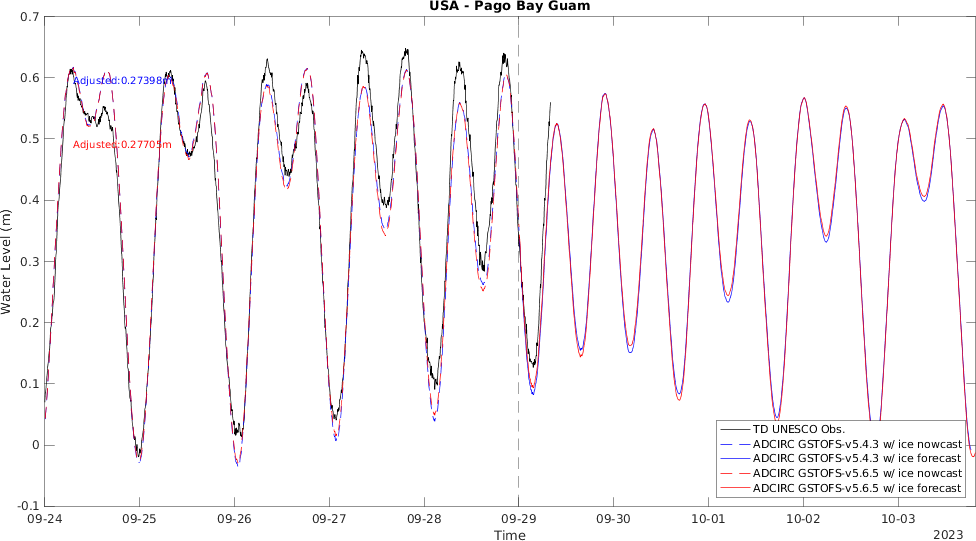 USA - Pago Bay Guam
0.7
0.6
0.5
0.4
0.3
0.2
0.1
0
-0.1
Water Level (m)
Adjusted:0.27398m
Adjusted:0.27705m
TD UNESCO Obs.
ADCIRC GSTOFS-v5.4.3 w/ ice nowcast
ADCIRC GSTOFS-v5.4.3 w/ ice forecast
ADCIRC GSTOFS-v5.6.5 w/ ice nowcast
ADCIRC GSTOFS-v5.6.5 w/ ice forecast
09-24 09-25 09-26 09-27 09-28 09-29 09-30 10-01 10-02 10-03
Time
2023